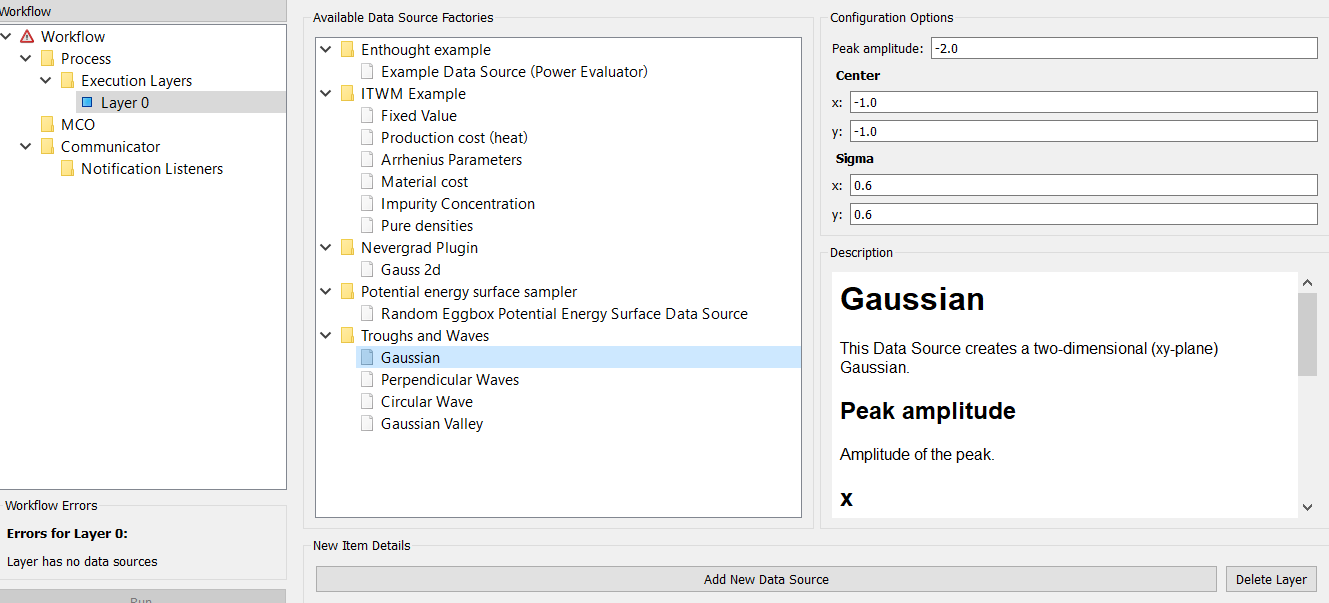 Workflow
Workflow
Process
Execution Layers
Layer 0
MCO
Communicator
Notification Listeners
Workflow Errors
Errors for Layer 0:
Layer has no data sources
Run
Available Data Source Factories
Enthought example
Example Data Source (Power Evaluator)
ITWM Example
Fixed Value
Production cost (heat)
Arrhenius Parameters
Material cost
Impurity Concentration
Pure densities
Nevergrad Plugin
Gauss 2d
Potential energy surface sampler
Random Eggbox Potential Energy Surface Data Source
Troughs and Waves
Gaussian
Perpendicular Waves
Circular Wave
Gaussian Valley
Configuration Options
Peak amplitude: -2.0
Center
x: -1.0
y: -1.0
Sigma
x: 0.6
y: 0.6
Description
Gaussian
This Data Source creates a two-dimensional (xy-plane)
Gaussian.
Peak amplitude
Amplitude of the peak.
x
New Item Details
Add New Data Source
Delete Layer